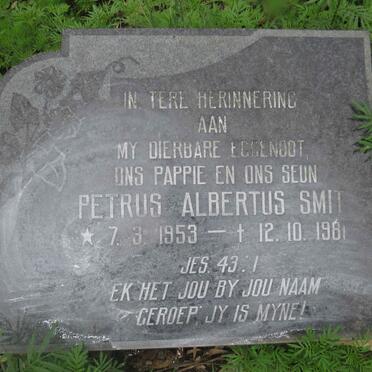 IN TERE HERINNERING
AAN
MY DIERBARE EGGENOOT,
ONS PAPPIE EN ONS SEUN
PETRUS ALBERTUS SMIT
★ 7. 3. 1953 — † 12. 10. 1981
JES. 43:1
EK HET JOU BY JOU NAAM
GEROEP, JY IS MYNE!